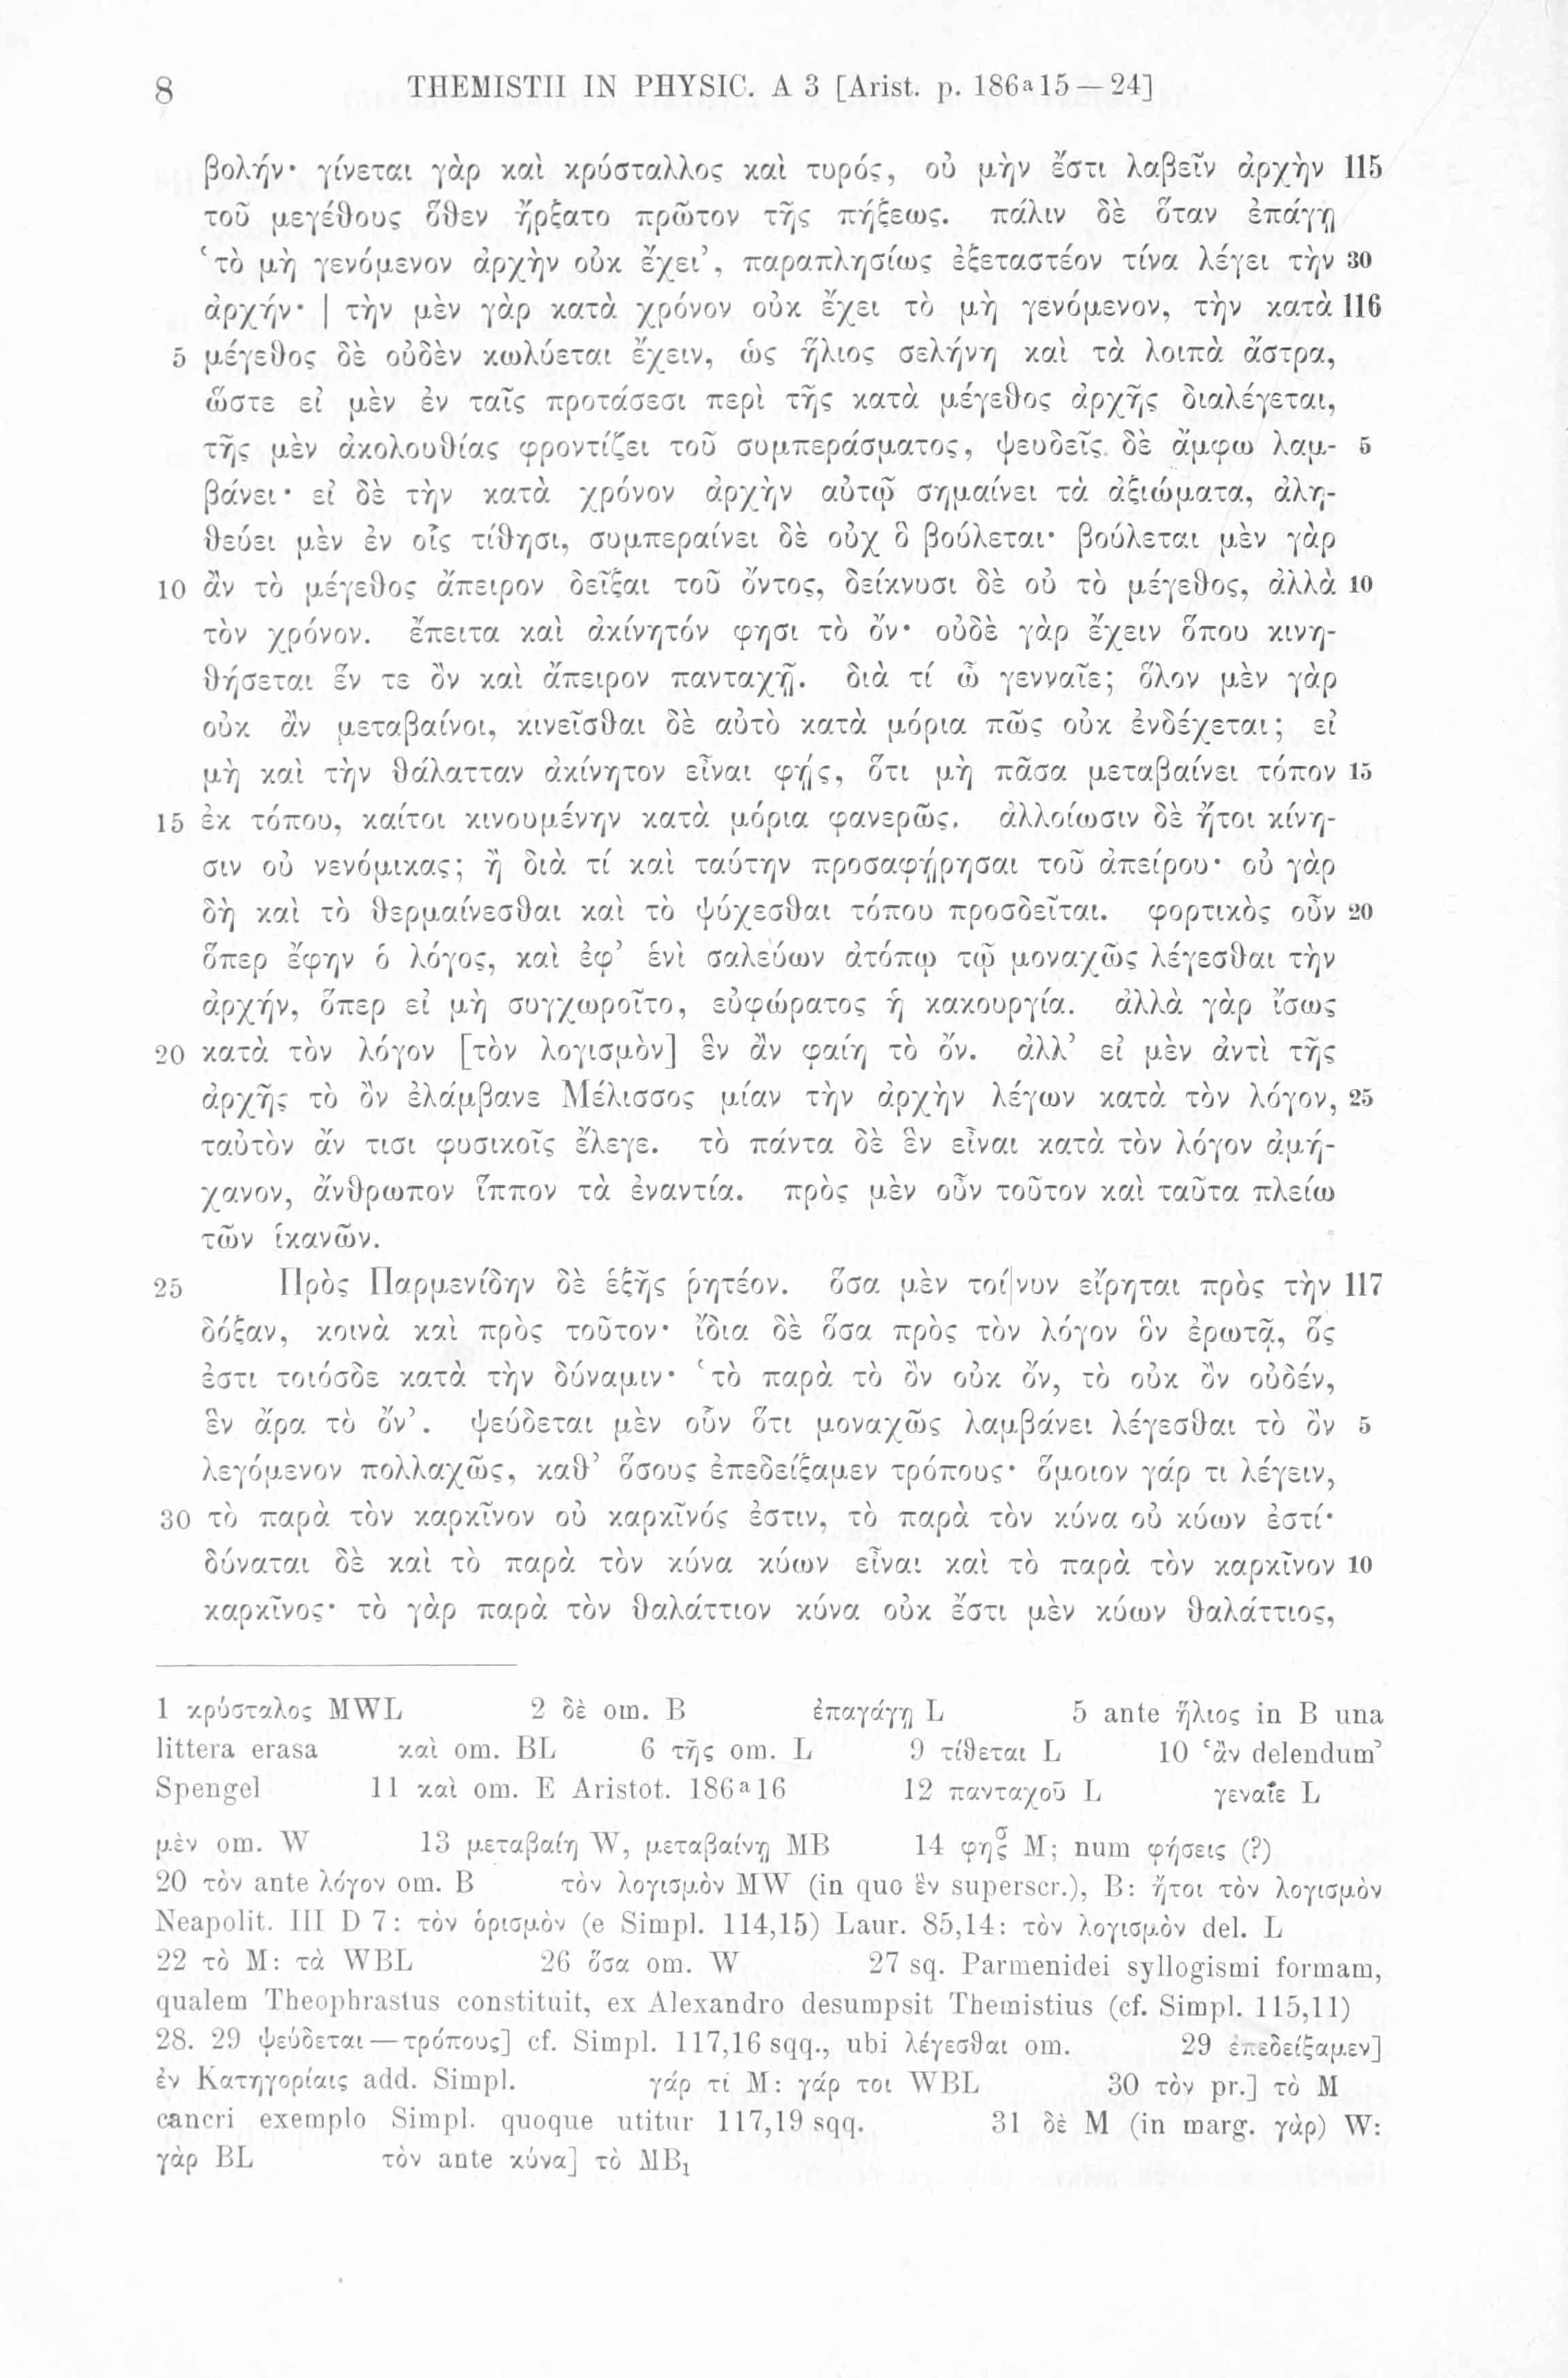 8 THEMISTII IN PHYSIC. A 3 [Arist. p. 186a15—24]
βολήν· γίνεται γὰρ καὶ κρύσταλλος καὶ τυρός, οὐ μὴν ἔστι λαβεῖν ἀρχὴν 115
τοῦ μεγέθους ὅθεν ἤρξατο πρῶτον τῆς πήξεως. πάλιν δὲ ὅταν ἐπάγῃ
‘τὸ μὴ γενόμενον ἀρχὴν οὐκ ἔχει’, παραπλησίως ἐξεταστέον τίνα λέγει τὴν 30
ἀρχήν· | τὴν μὲν γὰρ κατὰ χρόνον οὐκ ἔχει τὸ μὴ γενόμενον, τὴν κατὰ 116
5 μέγεθος δὲ οὐδὲν κωλύεται ἔχειν, ὡς ἥλιος σελήνη καὶ τὰ λοιπὰ ἄστρα,
ὥστε εἰ μὲν ἐν ταῖς προτάσεσι περὶ τῆς κατὰ μέγεθος ἀρχῆς διαλέγεται,
τῆς μὲν ἀκολουθίας φροντίζει τοῦ συμπεράσματος, ψευδεῖς δὲ ἄμφω λαμ- 5
βάνει· εἰ δὲ τὴν κατὰ χρόνον ἀρχὴν αὐτῷ σημαίνει τὰ ἀξιώματα, ἀλη-
θεύει μὲν ἐν οἷς τίθησι, συμπεραίνει δὲ οὐχ ὃ βούλεται· βούλεται μὲν γὰρ
10 ἂν τὸ μέγεθος ἄπειρον δεῖξαι τοῦ ὄντος, δείκνυσι δὲ οὐ τὸ μέγεθος, ἀλλὰ 10
τὸν χρόνον. ἔπειτα καὶ ἀκίνητόν φησι τὸ ὄν· οὐδὲ γὰρ ἔχειν ὅπου κινη-
θήσεται ἕν τε ὂν καὶ ἄπειρον πανταχῇ. διὰ τί ὦ γενναῖε; ὅλον μὲν γὰρ
οὐκ ἂν μεταβαίνοι, κινεῖσθαι δὲ αὐτὸ κατὰ μόρια πῶς οὐκ ἐνδέχεται; εἰ
μὴ καὶ τὴν θάλατταν ἀκίνητον εἶναι φῄς, ὅτι μὴ πᾶσα μεταβαίνει τόπον 15
15 ἐκ τόπου, καίτοι κινουμένην κατὰ μόρια φανερῶς. ἀλλοίωσιν δὲ ἤτοι κίνη-
σιν οὐ νενόμικας; ἢ διὰ τί καὶ ταύτην προσαφῄρησαι τοῦ ἀπείρου· οὐ γὰρ
δὴ καὶ τὸ θερμαίνεσθαι καὶ τὸ ψύχεσθαι τόπου προσδεῖται. φορτικὸς οὖν 20
ὅπερ ἔφην ὁ λόγος, καὶ ἐφ’ ἑνὶ σαλεύων ἀτόπῳ τῷ μοναχῶς λέγεσθαι τὴν
ἀρχήν, ὅπερ εἰ μὴ συγχωροῖτο, εὐφώρατος ἡ κακουργία. ἀλλὰ γὰρ ἴσως
20 κατὰ τὸν λόγον [τὸν λογισμὸν] ἓν ἂν φαίη τὸ ὄν. ἀλλ’ εἰ μὲν ἀντὶ τῆς
ἀρχῆς τὸ ὂν ἐλάμβανε Μέλισσος μίαν τὴν ἀρχὴν λέγων κατὰ τὸν λόγον, 25
ταὐτὸν ἄν τισι φυσικοῖς ἔλεγε. τὸ πάντα δὲ ἓν εἶναι κατὰ τὸν λόγον ἀμή-
χανον, ἄνθρωπον ἵππον τὰ ἐναντία. πρὸς μὲν οὖν τοῦτον καὶ ταῦτα πλείω
τῶν ἱκανῶν.
25 Πρὸς Παρμενίδην δὲ ἑξῆς ῥητέον. ὅσα μὲν τοί|νυν εἴρηται πρὸς τὴν 117
δόξαν, κοινὰ καὶ πρὸς τοῦτον· ἴδια δὲ ὅσα πρὸς τὸν λόγον ὃν ἐρωτᾷ, ὅς
ἐστι τοιόσδε κατὰ τὴν δύναμιν· ‘τὸ παρὰ τὸ ὂν οὐκ ὄν, τὸ οὐκ ὂν οὐδέν,
ἓν ἄρα τὸ ὄν’. ψεύδεται μὲν οὖν ὅτι μοναχῶς λαμβάνει λέγεσθαι τὸ ὂν 5
λεγόμενον πολλαχῶς, καθ’ ὅσους ἐπεδείξαμεν τρόπους· ὅμοιον γάρ τι λέγειν,
30 τὸ παρὰ τὸν καρκῖνον οὐ καρκῖνός ἐστιν, τὸ παρὰ τὸν κύνα οὐ κύων ἐστί·
δύναται δὲ καὶ τὸ παρὰ τὸν κύνα κύων εἶναι καὶ τὸ παρὰ τὸν καρκῖνον 10
καρκῖνος· τὸ γὰρ παρὰ τὸν θαλάττιον κύνα οὐκ ἔστι μὲν κύων θαλάττιος,
1 κρύσταλος MWL 2 δὲ om. B ἐπαγάγῃ L 5 ante ἥλιος in B una
littera erasa καὶ om. BL 6 τῆς om. L 9 τίθεται L 10 ‘ἂν delendum’
Spengel 11 καὶ om. E Aristot. 186a16 12 πανταχοῦ L γεναῖε L
μὲν om. W 13 μεταβαίη W, μεταβαίνῃ MB 14 φηςσ M; num φήσεις (?)
20 τὸν ante λόγον om. B τὸν λογισμὸν MW (in quo ἓν superscr.), B: ἤτοι τὸν λογισμὸν
Neapolit. III D 7: τὸν ὁρισμὸν (e Simpl. 114,15) Laur. 85,14: τὸν λογισμὸν del. L
22 τὸ M: τὰ WBL 26 ὅσα om. W 27 sq. Parmenidei syllogismi formam,
qualem Theophrastus constituit, ex Alexandro desumpsit Themistius (cf. Simpl. 115,11)
28. 29 ψεύδεται—τρόπους] cf. Simpl. 117,16 sqq., ubi λέγεσθαι om. 29 ἐπεδείξαμεν]
ἐν Κατηγορίαις add. Simpl. γάρ τί M: γάρ τοι WBL 30 τὸν pr.] τὸ M
cancri exemplo Simpl. quoque utitur 117,19 sqq. 31 δὲ M (in marg. γὰρ) W:
γὰρ BL τὸν ante κύνα] τὸ MB1